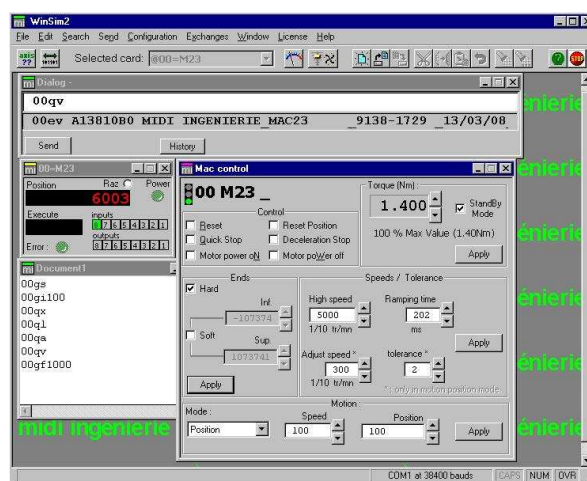 WinSim2
File Edit Search Send Configuration Exchanges Window License Help
Selected card: @00=M23
Dialog -
00qv
00ev A13810B0 MIDI INGENIERIE_MAC23 _9138-1729 _13/03/08_
Send History
00-M23
Position Raz Power
6003
Execute inputs
8 7 6 5 4 3 2 1
outputs
Error : 8 7 6 5 4 3 2 1
Document1
00gs
00gi100
00qx
00ql
00qa
00qv
00gf1000
Mac control
00 M23 _
Control
Reset Reset Position
Quick Stop Deceleration Stop
Motor power oN Motor poWer off
Torque (Nm) :
1.400 StandBy Mode
100 % Max Value (1.40Nm)
Apply
Ends
Hard
Inf.
-107374
Soft
Sup.
1073741
Apply
Speeds / Tolerance
High speed Ramping time
5000 202
1/10 tr/mn ms
Apply
Adjust speed * tolerance *
300 2
1/10 tr/mn
* : only in motion position mode
Motion :
Mode : Speed Position
Position 100 100 Apply
midi ingenierie
COM1 at 38400 bauds CAPS NUM OVR